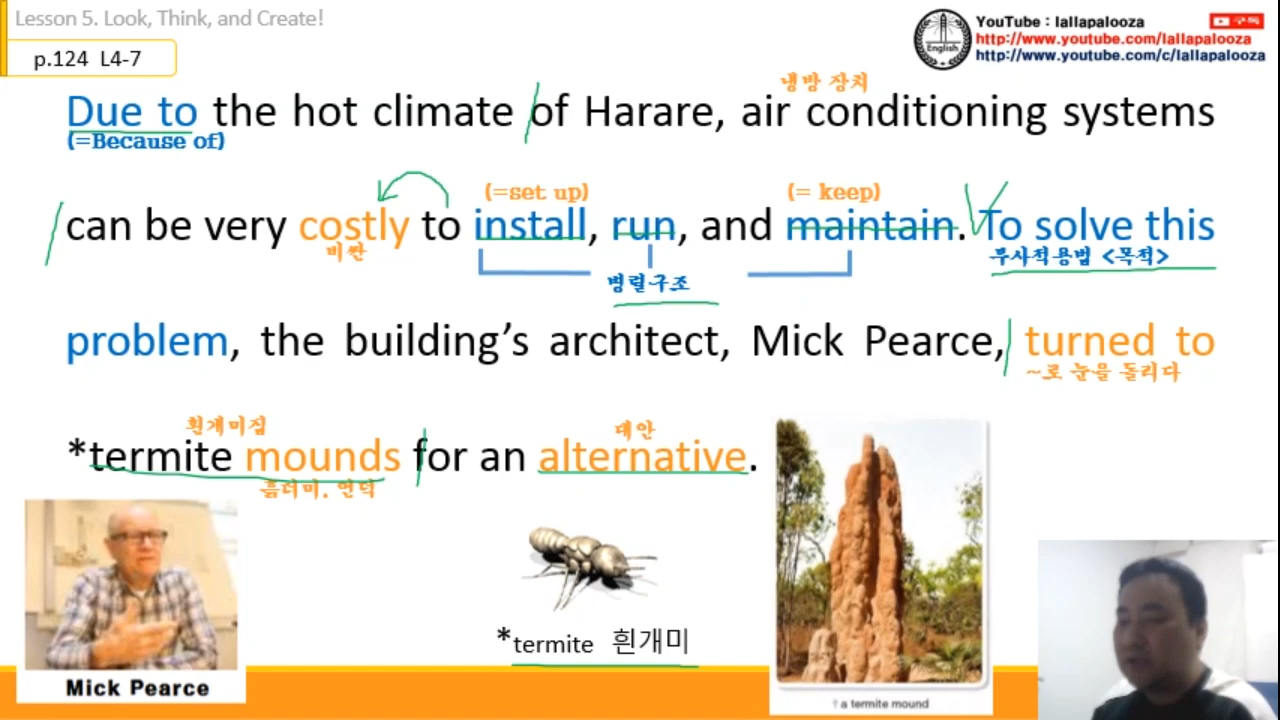 Lesson 5. Look, Think, and Create!
p.124 L4-7
English
YouTube : lallapalooza
구독
http://www.youtube.com/lallapalooza
http://www.youtube.com/c/lallapalooza
냉방 장치
Due to the hot climate of Harare, air conditioning systems
(=Because of)
(=set up) (= keep)
can be very costly to install, run, and maintain. To solve this
비싼 부사적용법 <목적>
병렬구조
problem, the building's architect, Mick Pearce, turned to
~로 눈을 돌리다
흰개미집 대안
*termite mounds for an alternative.
흙더미, 언덕
*termite 흰개미
Mick Pearce
↑ a termite mound